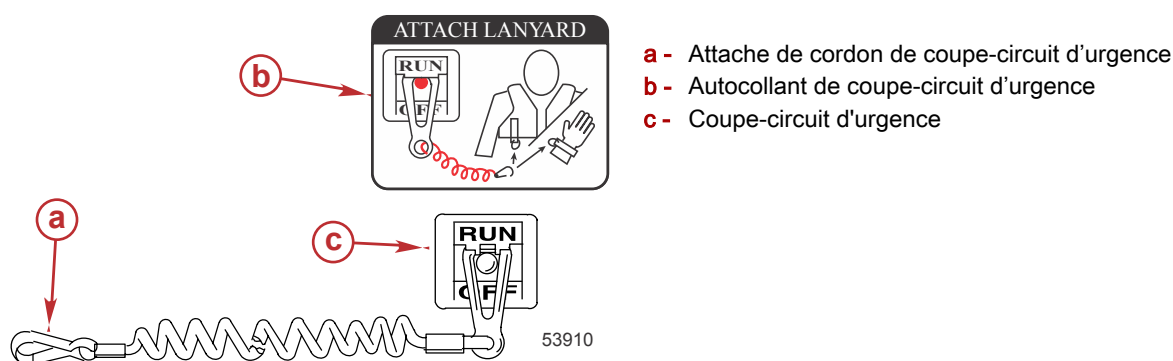 ATTACH LANYARD
RUN
OFF
b
a - Attache de cordon de coupe-circuit d’urgence
b - Autocollant de coupe-circuit d’urgence
c - Coupe-circuit d'urgence
a
c
RUN
OFF
53910